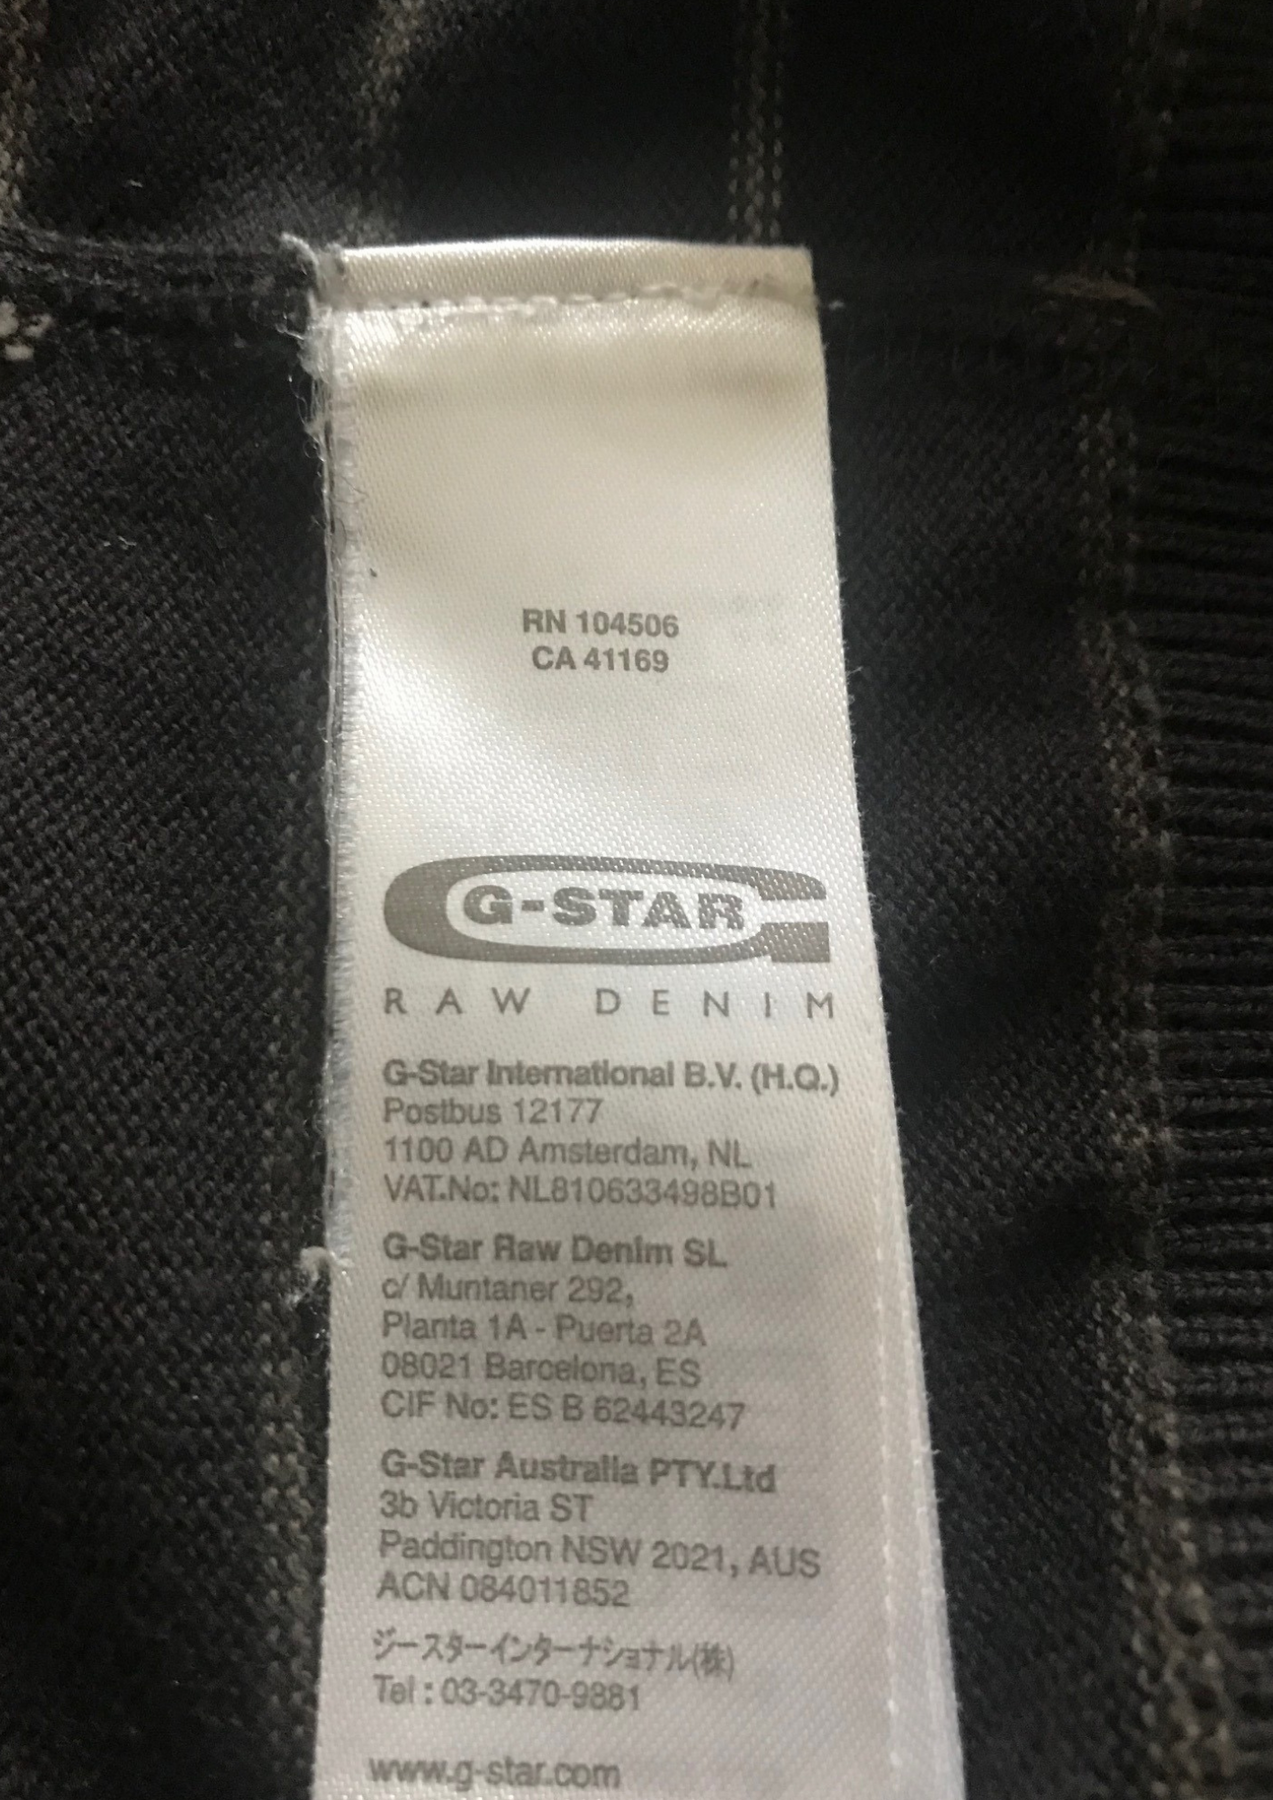 RN 104506
CA 41169
G-STAR
RAW DENIM
G-Star International B.V. (H.Q.)
Postbus 12177
1100 AD Amsterdam, NL
VAT.No: NL810633498B01
G-Star Raw Denim SL
c/ Muntaner 292,
Planta 1A - Puerta 2A
08021 Barcelona, ES
CIF No: ES B 62443247
G-Star Australia PTY.Ltd
3b Victoria ST
Paddington NSW 2021, AUS
ACN 084011852
ジースターインターナショナル(株)
Tel : 03-3470-9881
www.g-star.com